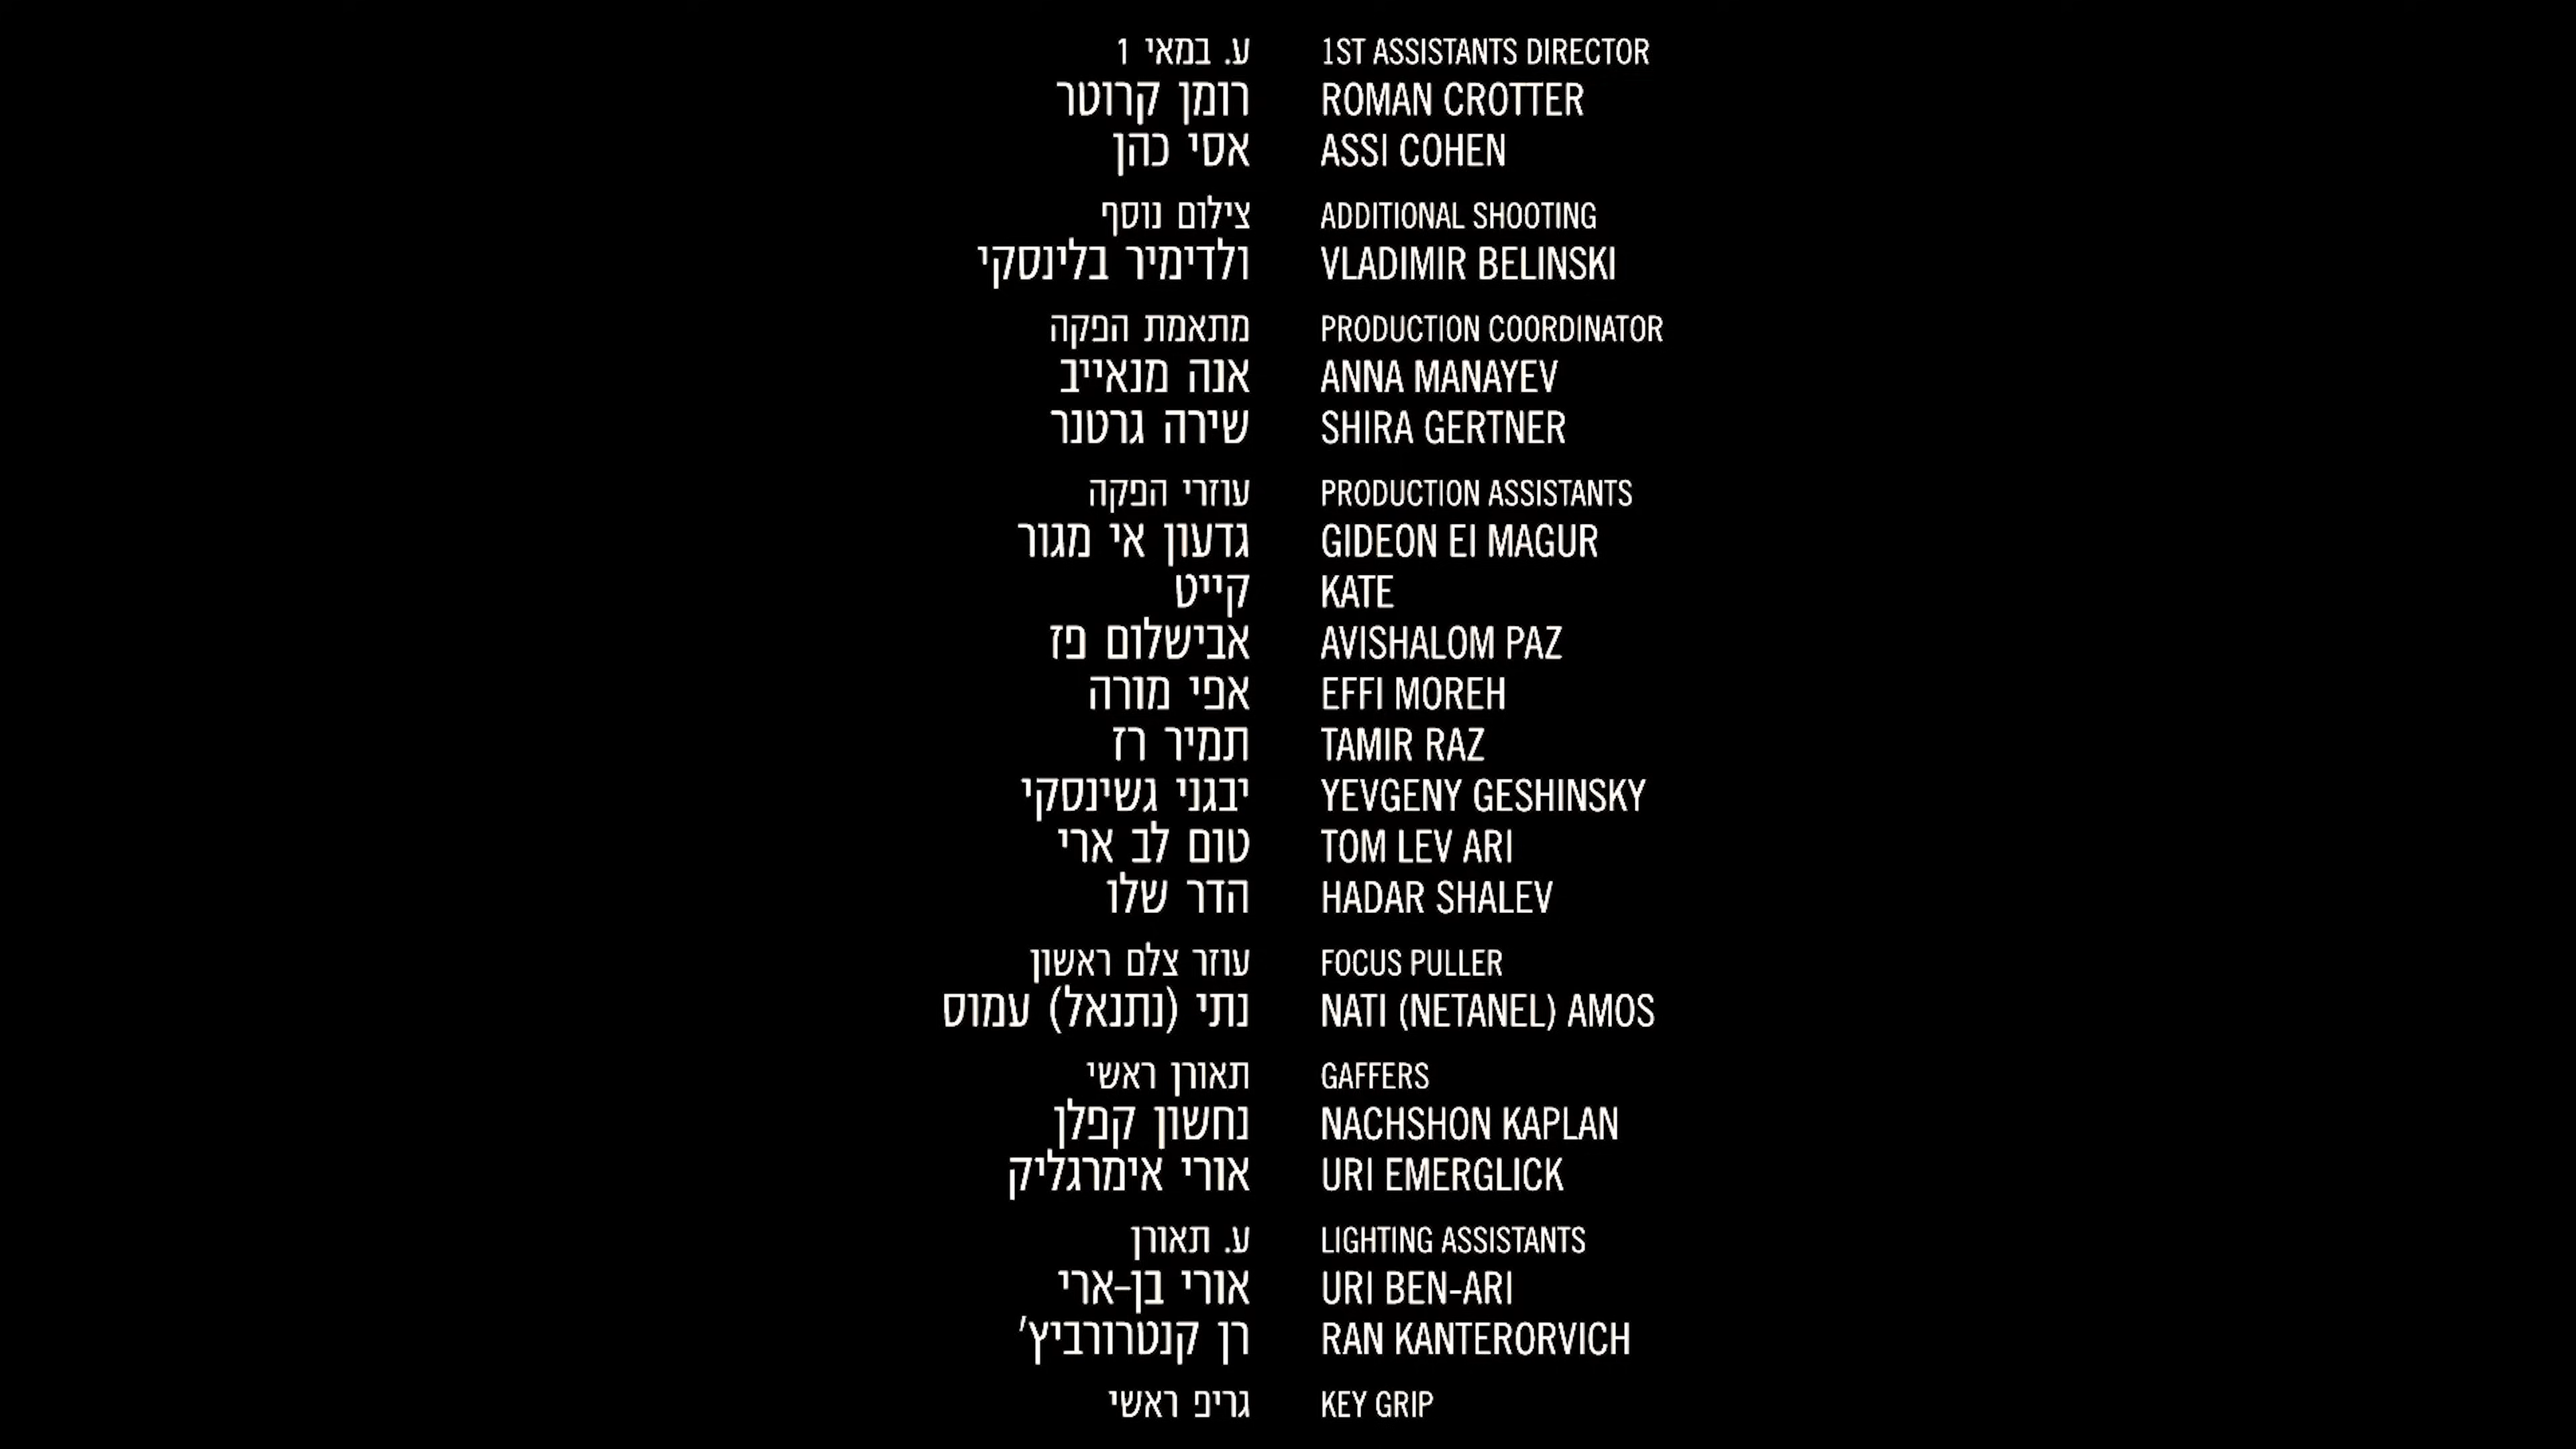 ע. במאי 1 1ST ASSISTANTS DIRECTOR
רומן קרוטר ROMAN CROTTER
אסי כהן ASSI COHEN
צילום נוסף ADDITIONAL SHOOTING
ולדימיר בלינסקי VLADIMIR BELINSKI
מתאמת הפקה PRODUCTION COORDINATOR
אנה מנאייב ANNA MANAYEV
שירה גרטנר SHIRA GERTNER
עוזרי הפקה PRODUCTION ASSISTANTS
גדעון אי מגור GIDEON EI MAGUR
קייט KATE
אבישלום פז AVISHALOM PAZ
אפי מורה EFFI MOREH
תמיר רז TAMIR RAZ
יבגני גשינסקי YEVGENY GESHINSKY
טום לב ארי TOM LEV ARI
הדר שלו HADAR SHALEV
עוזר צלם ראשון FOCUS PULLER
נתי (נתנאל) עמוס NATI (NETANEL) AMOS
תאורן ראשי GAFFERS
נחשון קפלן NACHSHON KAPLAN
אורי אימרגליק URI EMERGLICK
ע. תאורן LIGHTING ASSISTANTS
אורי בן-ארי URI BEN-ARI
רן קנטרורביץ' RAN KANTERORVICH
גריפ ראשי KEY GRIP